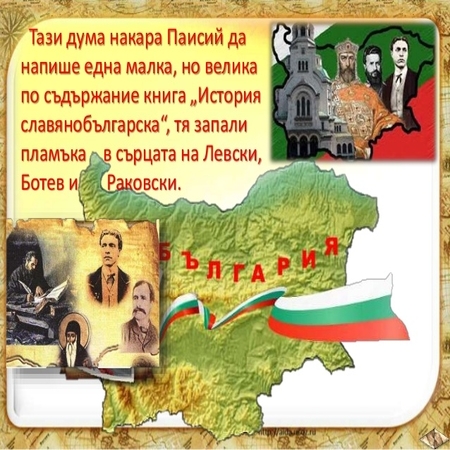 Тази дума накара Паисий да
напише една малка, но велика
по съдържание книга „История
славянобългарска“, тя запали
пламъка в сърцата на Левски,
Ботев и Раковски.
БЪЛГАРИЯ